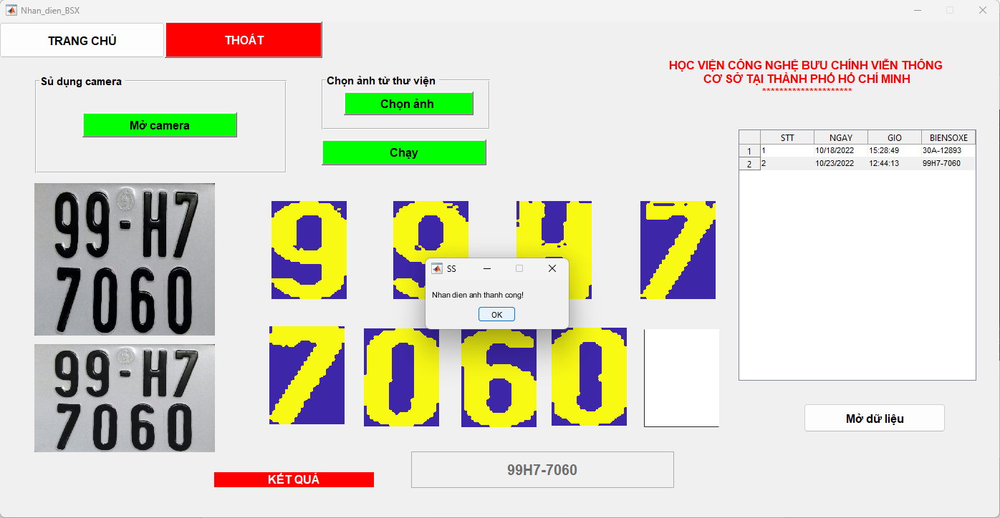 Nhan_dien_BSX
TRANG CHỦ
THOÁT
Sủ dụng camera
Mở camera
Chọn ảnh từ thư viện
Chọn ảnh
Chạy
HỌC VIỆN CÔNG NGHỆ BƯU CHÍNH VIỄN THÔNG
CƠ SỞ TẠI THÀNH PHỐ HỒ CHÍ MINH
*********************
STT NGAY GIO BIENSOXE
1 1 10/18/2022 15:28:49 30A-12893
2 2 10/23/2022 12:44:13 99H7-7060
99-H7
7060
99-H7
7060
9 9 H 7
7 0 6 0
SS
Nhan dien anh thanh cong!
OK
Mở dữ liệu
KẾT QUẢ
99H7-7060